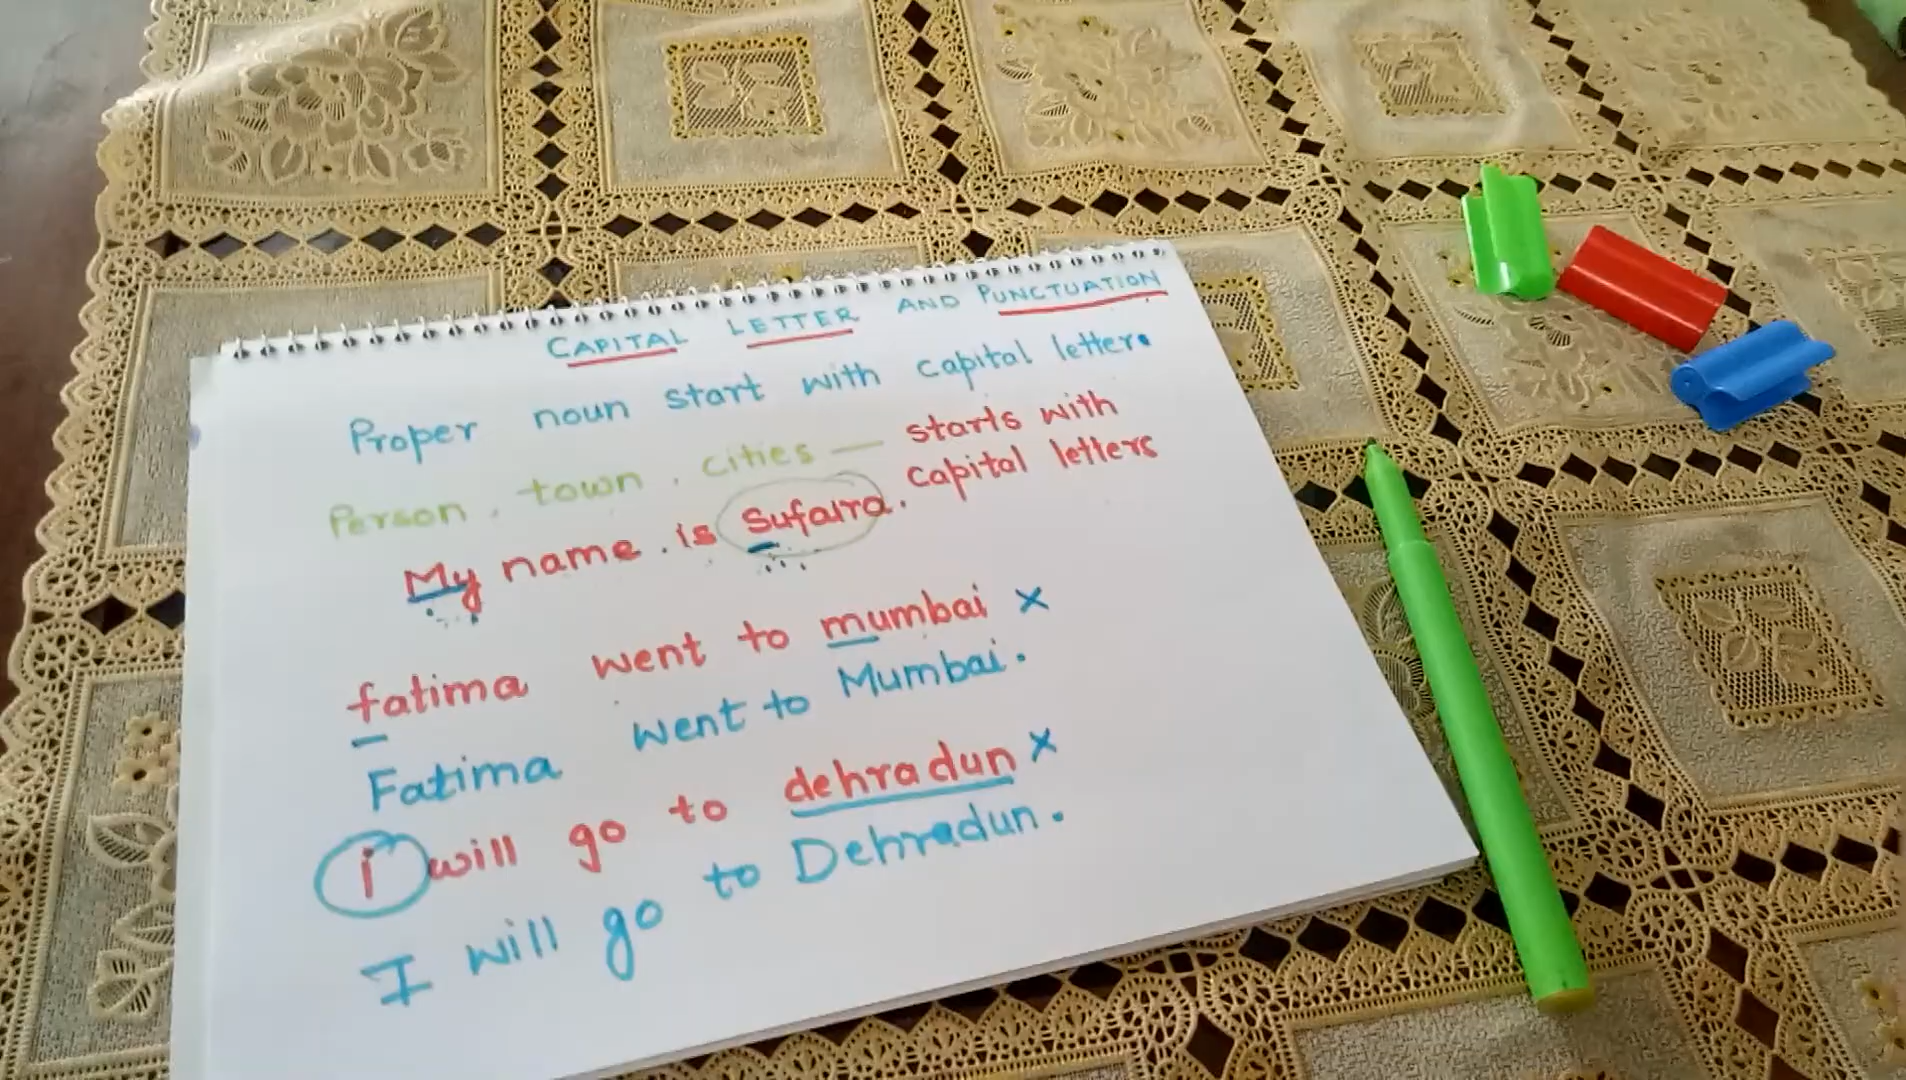 CAPITAL LETTER AND PUNCTUATION
Proper noun start with capital letter.
Person, town, cities — starts with
capital letters
My name is Sufaira.
fatima went to mumbai ×
Fatima went to Mumbai.
i will go to dehradun ×
I will go to Dehradun.